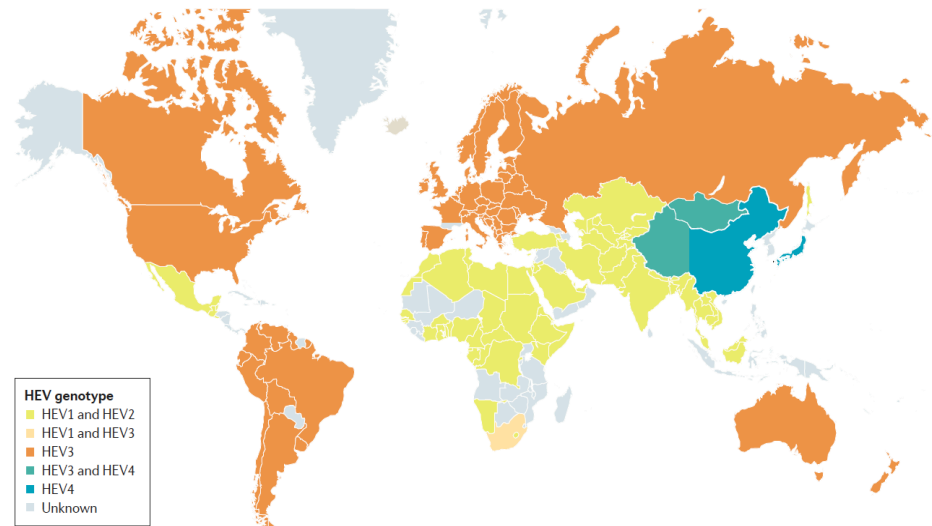 HEV genotype
HEV1 and HEV2
HEV1 and HEV3
HEV3
HEV3 and HEV4
HEV4
Unknown